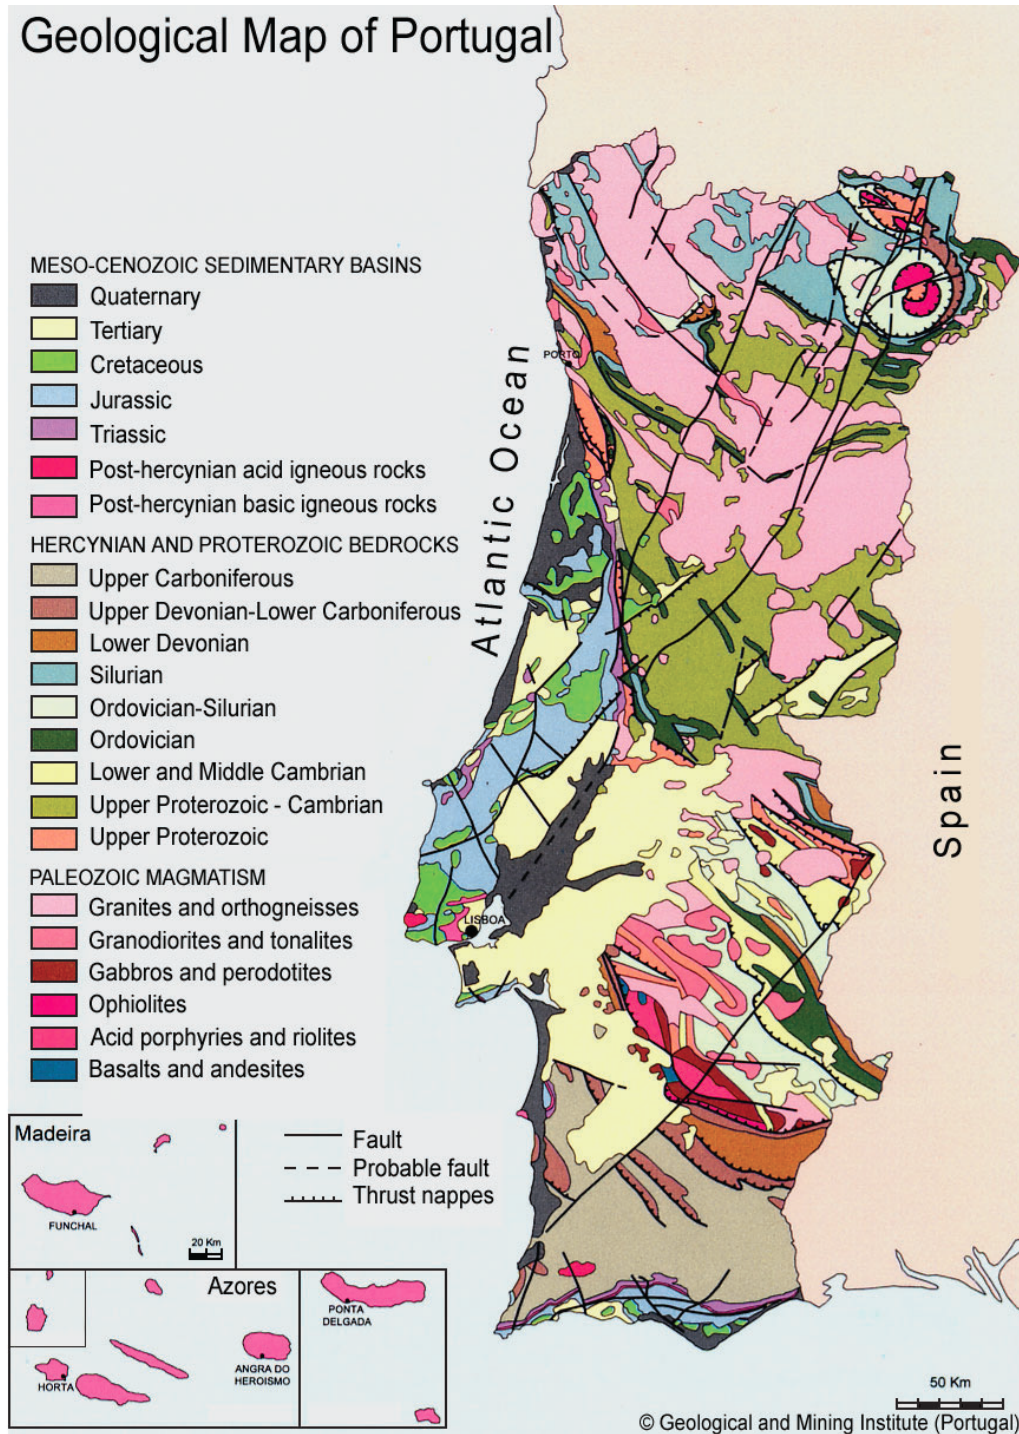 Geological Map of Portugal
MESO-CENOZOIC SEDIMENTARY BASINS
Quaternary
Tertiary
Cretaceous
Jurassic
Triassic
Post-hercynian acid igneous rocks
Post-hercynian basic igneous rocks
HERCYNIAN AND PROTEROZOIC BEDROCKS
Upper Carboniferous
Upper Devonian-Lower Carboniferous
Lower Devonian
Silurian
Ordovician-Silurian
Ordovician
Lower and Middle Cambrian
Upper Proterozoic - Cambrian
Upper Proterozoic
PALEOZOIC MAGMATISM
Granites and orthogneisses
Granodiorites and tonalites
Gabbros and perodotites
Ophiolites
Acid porphyries and riolites
Basalts and andesites
Atlantic Ocean
PORTO
LISBOA
Spain
Fault
Probable fault
Thrust nappes
Madeira
FUNCHAL
20 Km
Azores
HORTA
ANGRA DO
HEROISMO
PONTA
DELGADA
50 Km
© Geological and Mining Institute (Portugal)